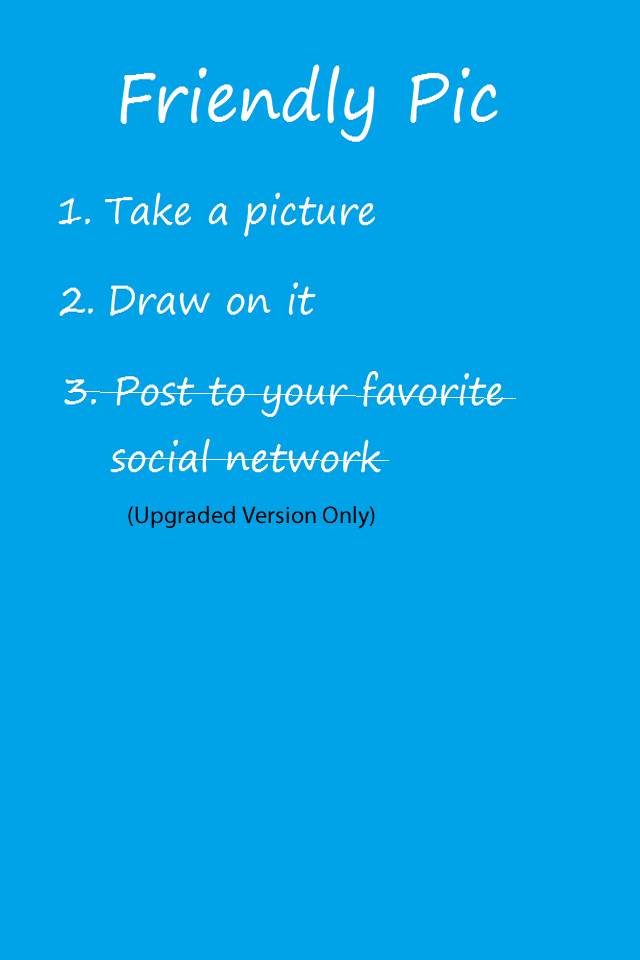 Friendly Pic
1. Take a picture
2. Draw on it
3. Post to your favorite
social network
(Upgraded Version Only)